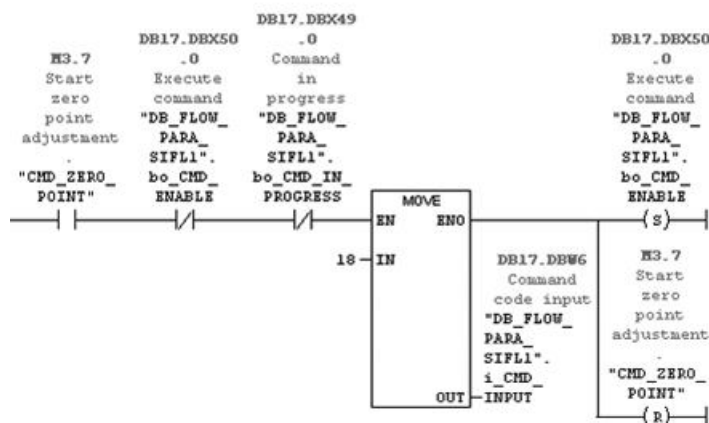 M3.7
Start
zero
point
adjustment
.
"CMD_ZERO_
POINT"
DB17.DBX50
.0
Execute
command
"DB_FLOW_
PARA_
SIFL1".
bo_CMD_
ENABLE
DB17.DBX49
.0
Command
in
progress
"DB_FLOW_
PARA_
SIFL1".
bo_CMD_IN_
PROGRESS
MOVE
EN ENO
18 IN
OUT
DB17.DBW6
Command
code input
"DB_FLOW_
PARA_
SIFL1".
i_CMD_
INPUT
DB17.DBX50
.0
Execute
command
"DB_FLOW_
PARA_
SIFL1".
bo_CMD_
ENABLE
S
M3.7
Start
zero
point
adjustment
.
"CMD_ZERO_
POINT"
R